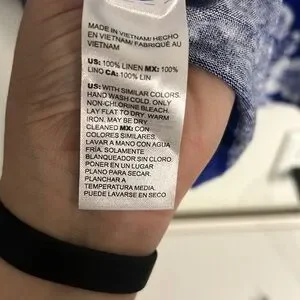 MADE IN VIETNAM/ HECHO
EN VIETNAM/ FABRIQUÉ AU
VIETNAM
US: 100% LINEN MX: 100%
LINO CA: 100% LIN
US: WITH SIMILAR COLORS.
HAND WASH COLD. ONLY
NON-CHLORINE BLEACH.
LAY FLAT TO DRY. WARM
IRON. MAY BE DRY
CLEANED MX: CON
COLORES SIMILARES.
LAVAR A MANO CON AGUA
FRÍA. SOLAMENTE
BLANQUEADOR SIN CLORO.
PONER EN UN LUGAR
PLANO PARA SECAR.
PLANCHAR A
TEMPERATURA MEDIA.
PUEDE LAVARSE EN SECO